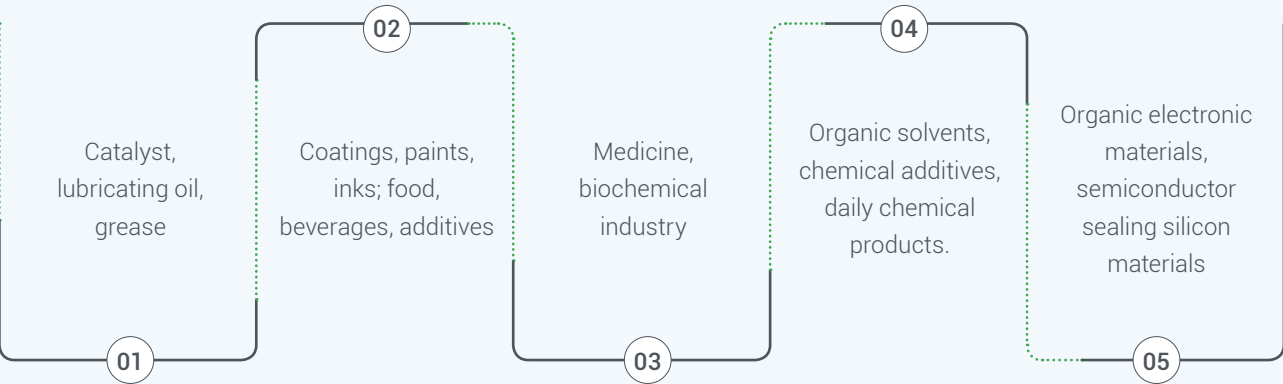 01
Catalyst,
lubricating oil,
grease
02
Coatings, paints,
inks; food,
beverages, additives
03
Medicine,
biochemical
industry
04
Organic solvents,
chemical additives,
daily chemical
products.
05
Organic electronic
materials,
semiconductor
sealing silicon
materials